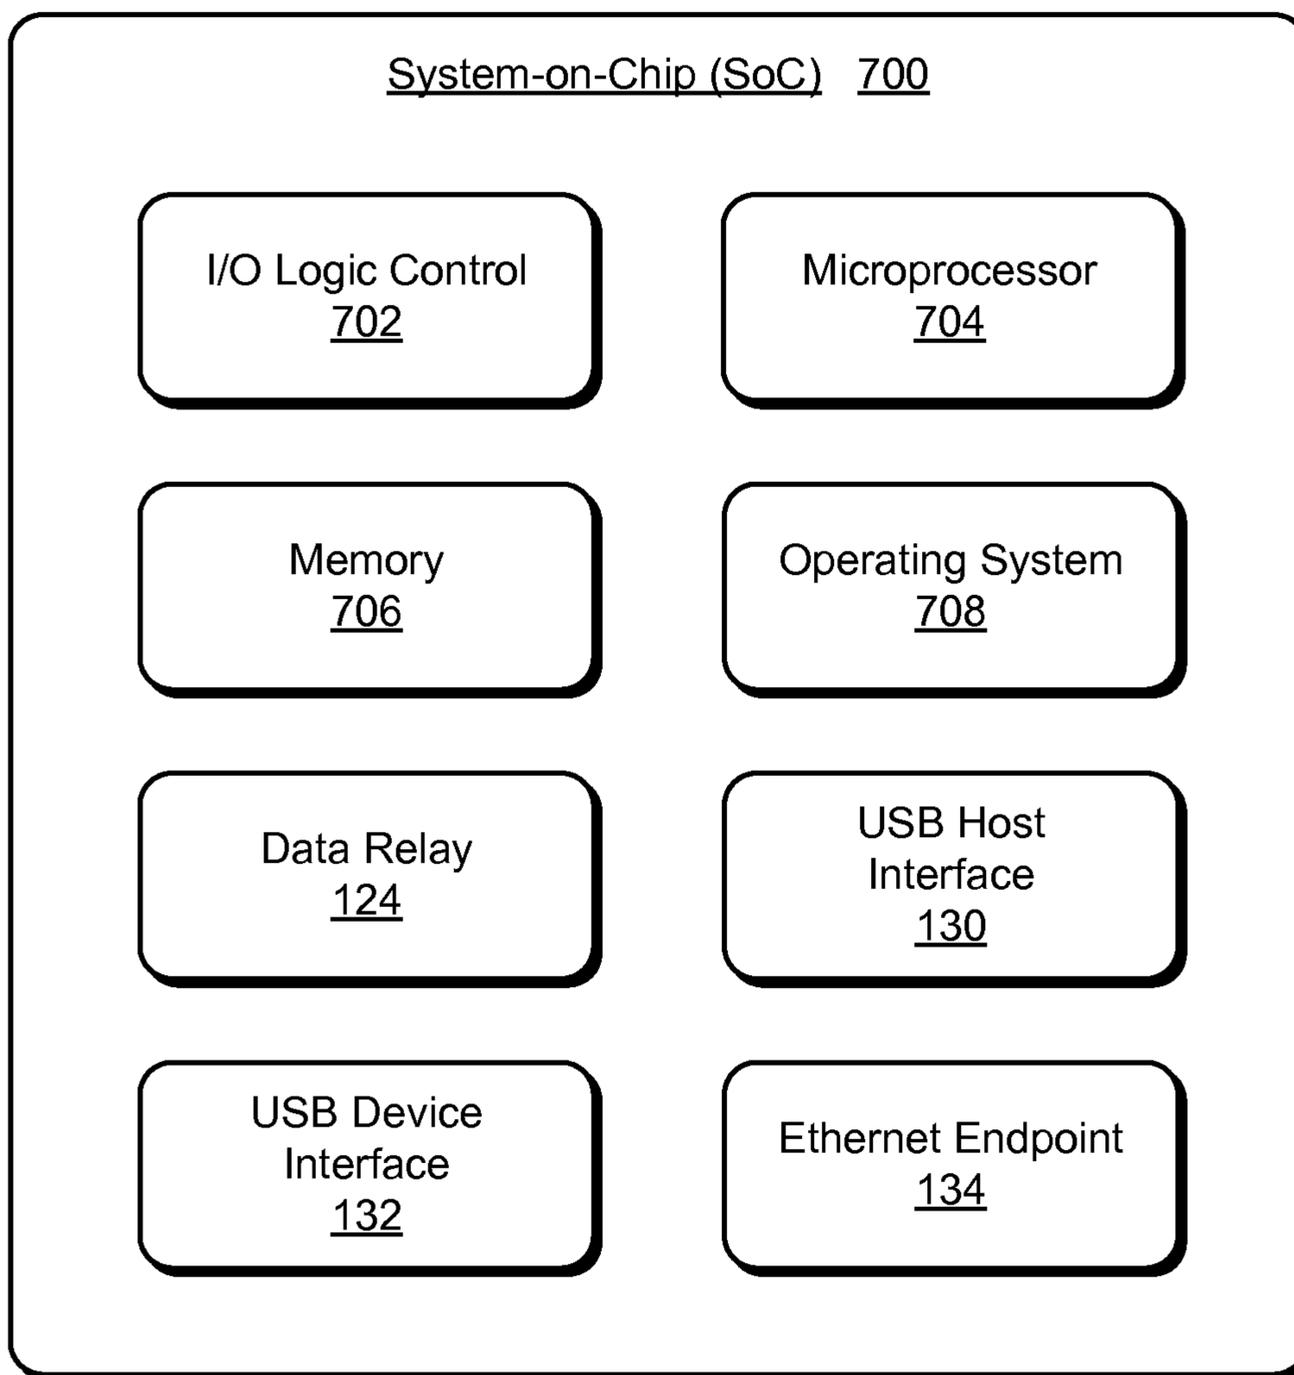 System-on-Chip (SoC) 700
I/O Logic Control
702
Microprocessor
704
Memory
706
Operating System
708
Data Relay
124
USB Host
Interface
130
USB Device
Interface
132
Ethernet Endpoint
134